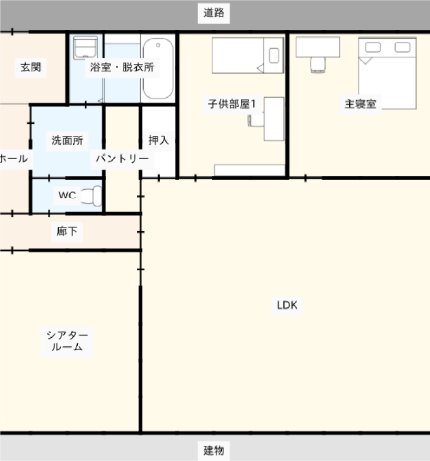 道路
玄関
浴室・脱衣所
子供部屋1
主寝室
洗面所
押入
ホール
パントリー
WC
廊下
LDK
シアター
ルーム
建物